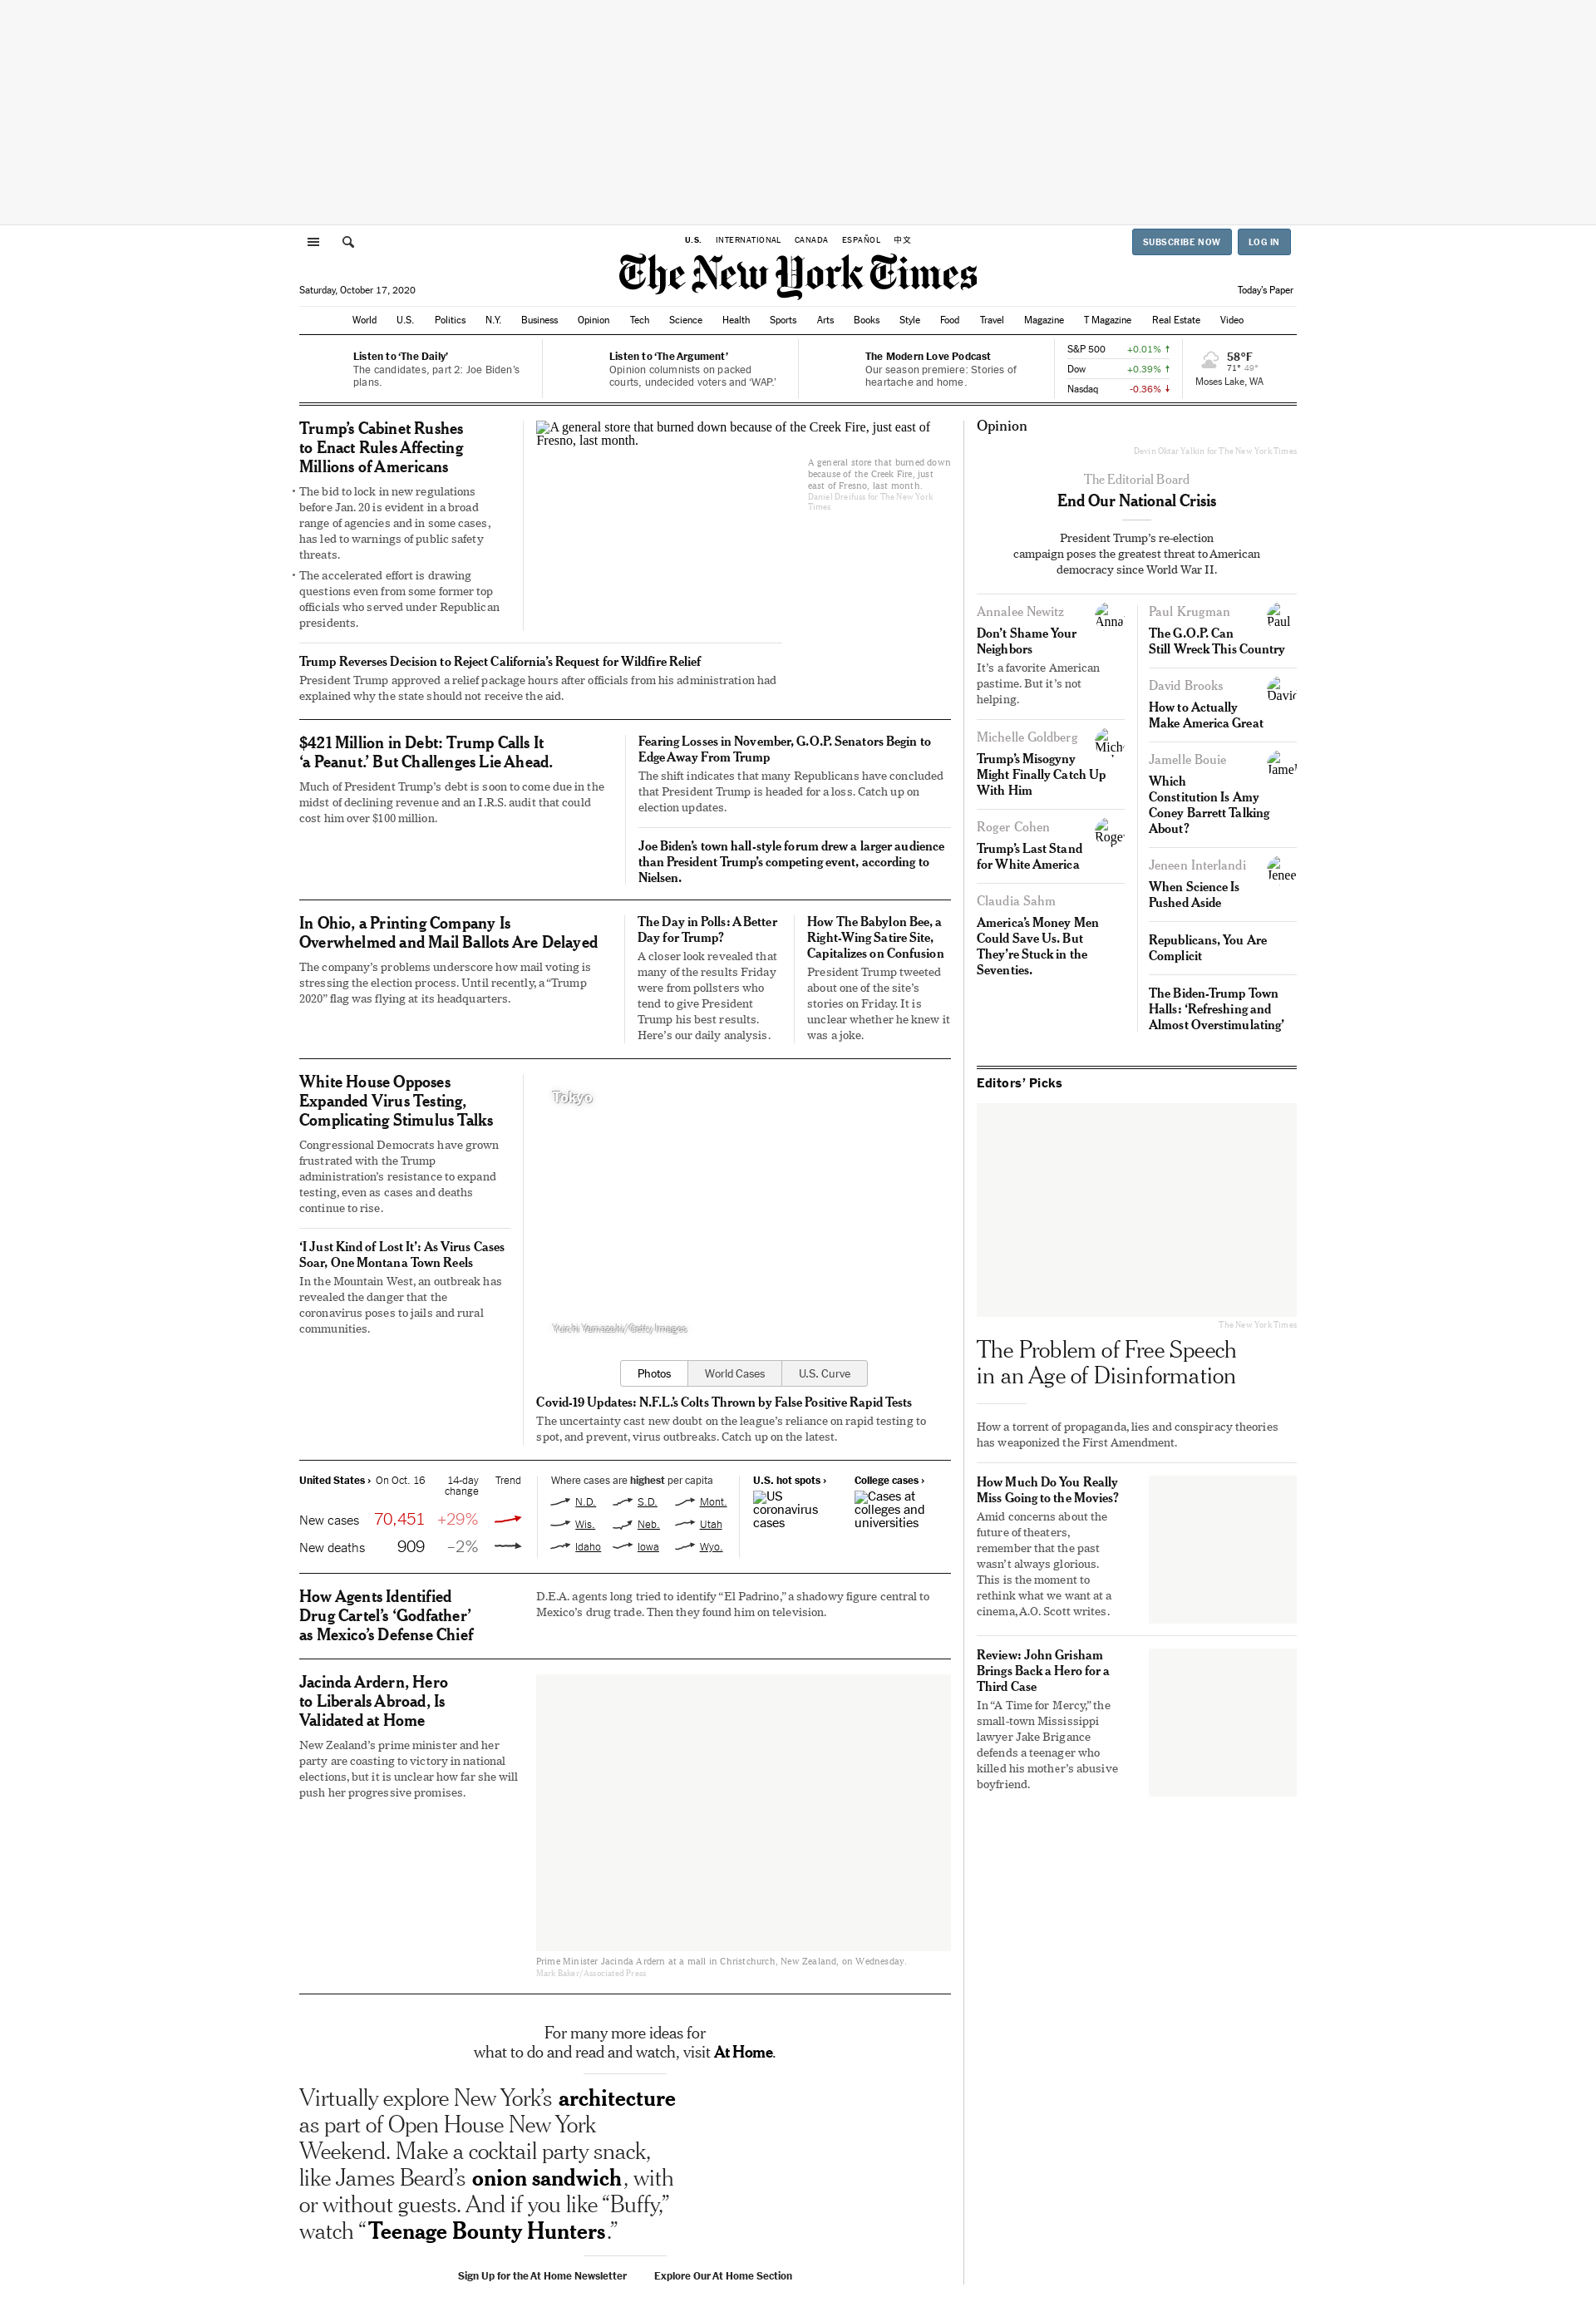 U.S. INTERNATIONAL CANADA ESPAÑOL 中文
SUBSCRIBE NOW LOG IN
The New York Times
Saturday, October 17, 2020
Today's Paper
World U.S. Politics N.Y. Business Opinion Tech Science Health Sports Arts Books Style Food Travel Magazine T Magazine Real Estate Video
Listen to ‘The Daily’
The candidates, part 2: Joe Biden’s
plans.
Listen to ‘The Argument’
Opinion columnists on packed
courts, undecided voters and ‘WAP.’
The Modern Love Podcast
Our season premiere: Stories of
heartache and home.
S&P 500 +0.01% ↑
Dow +0.39% ↑
Nasdaq -0.36% ↓
58°F
71° 49°
Moses Lake, WA
Trump’s Cabinet Rushes
to Enact Rules Affecting
Millions of Americans
• The bid to lock in new regulations
before Jan. 20 is evident in a broad
range of agencies and in some cases,
has led to warnings of public safety
threats.
• The accelerated effort is drawing
questions even from some former top
officials who served under Republican
presidents.
A general store that burned down because of the Creek Fire, just east of
Fresno, last month.
A general store that burned down
because of the Creek Fire, just
east of Fresno, last month.
Daniel Dreifuss for The New York
Times
Trump Reverses Decision to Reject California’s Request for Wildfire Relief
President Trump approved a relief package hours after officials from his administration had
explained why the state should not receive the aid.
$421 Million in Debt: Trump Calls It
‘a Peanut.’ But Challenges Lie Ahead.
Much of President Trump’s debt is soon to come due in the
midst of declining revenue and an I.R.S. audit that could
cost him over $100 million.
Fearing Losses in November, G.O.P. Senators Begin to
Edge Away From Trump
The shift indicates that many Republicans have concluded
that President Trump is headed for a loss. Catch up on
election updates.
Joe Biden’s town hall-style forum drew a larger audience
than President Trump’s competing event, according to
Nielsen.
In Ohio, a Printing Company Is
Overwhelmed and Mail Ballots Are Delayed
The company’s problems underscore how mail voting is
stressing the election process. Until recently, a “Trump
2020” flag was flying at its headquarters.
The Day in Polls: A Better
Day for Trump?
A closer look revealed that
many of the results Friday
were from pollsters who
tend to give President
Trump his best results.
Here’s our daily analysis.
How The Babylon Bee, a
Right-Wing Satire Site,
Capitalizes on Confusion
President Trump tweeted
about one of the site’s
stories on Friday. It is
unclear whether he knew it
was a joke.
White House Opposes
Expanded Virus Testing,
Complicating Stimulus Talks
Congressional Democrats have grown
frustrated with the Trump
administration’s resistance to expand
testing, even as cases and deaths
continue to rise.
‘I Just Kind of Lost It’: As Virus Cases
Soar, One Montana Town Reels
In the Mountain West, an outbreak has
revealed the danger that the
coronavirus poses to jails and rural
communities.
Tokyo
Yuichi Yamazaki/Getty Images
Photos World Cases U.S. Curve
Covid-19 Updates: N.F.L.’s Colts Thrown by False Positive Rapid Tests
The uncertainty cast new doubt on the league’s reliance on rapid testing to
spot, and prevent, virus outbreaks. Catch up on the latest.
United States › On Oct. 16 14-day
change Trend
New cases 70,451 +29%
New deaths 909 –2%
Where cases are highest per capita
N.D. S.D. Mont.
Wis. Neb. Utah
Idaho Iowa Wyo.
U.S. hot spots ›
US
coronavirus
cases
College cases ›
Cases at
colleges and
universities
How Agents Identified
Drug Cartel’s ‘Godfather’
as Mexico’s Defense Chief
D.E.A. agents long tried to identify “El Padrino,” a shadowy figure central to
Mexico’s drug trade. Then they found him on television.
Jacinda Ardern, Hero
to Liberals Abroad, Is
Validated at Home
New Zealand’s prime minister and her
party are coasting to victory in national
elections, but it is unclear how far she will
push her progressive promises.
Prime Minister Jacinda Ardern at a mall in Christchurch, New Zealand, on Wednesday.
Mark Baker/Associated Press
For many more ideas for
what to do and read and watch, visit At Home.
Virtually explore New York’s architecture
as part of Open House New York
Weekend. Make a cocktail party snack,
like James Beard’s onion sandwich, with
or without guests. And if you like “Buffy,”
watch “Teenage Bounty Hunters.”
Sign Up for the At Home Newsletter Explore Our At Home Section
Opinion
Devin Oktar Yalkin for The New York Times
The Editorial Board
End Our National Crisis
President Trump’s re-election
campaign poses the greatest threat to American
democracy since World War II.
Annalee Newitz
Anna
Don’t Shame Your
Neighbors
It’s a favorite American
pastime. But it’s not
helping.
Michelle Goldberg
Trump’s Misogyny
Might Finally Catch Up
With Him
Roger Cohen
Roge
Trump’s Last Stand
for White America
Claudia Sahm
America’s Money Men
Could Save Us. But
They’re Stuck in the
Seventies.
Paul Krugman
Paul
The G.O.P. Can
Still Wreck This Country
David Brooks
David
How to Actually
Make America Great
Jamelle Bouie
Which
Constitution Is Amy
Coney Barrett Talking
About?
Jeneen Interlandi
Jenee
When Science Is
Pushed Aside
Republicans, You Are
Complicit
The Biden-Trump Town
Halls: ‘Refreshing and
Almost Overstimulating’
Editors’ Picks
The New York Times
The Problem of Free Speech
in an Age of Disinformation
How a torrent of propaganda, lies and conspiracy theories
has weaponized the First Amendment.
How Much Do You Really
Miss Going to the Movies?
Amid concerns about the
future of theaters,
remember that the past
wasn’t always glorious.
This is the moment to
rethink what we want at a
cinema, A.O. Scott writes.
Review: John Grisham
Brings Back a Hero for a
Third Case
In “A Time for Mercy,” the
small-town Mississippi
lawyer Jake Brigance
defends a teenager who
killed his mother’s abusive
boyfriend.